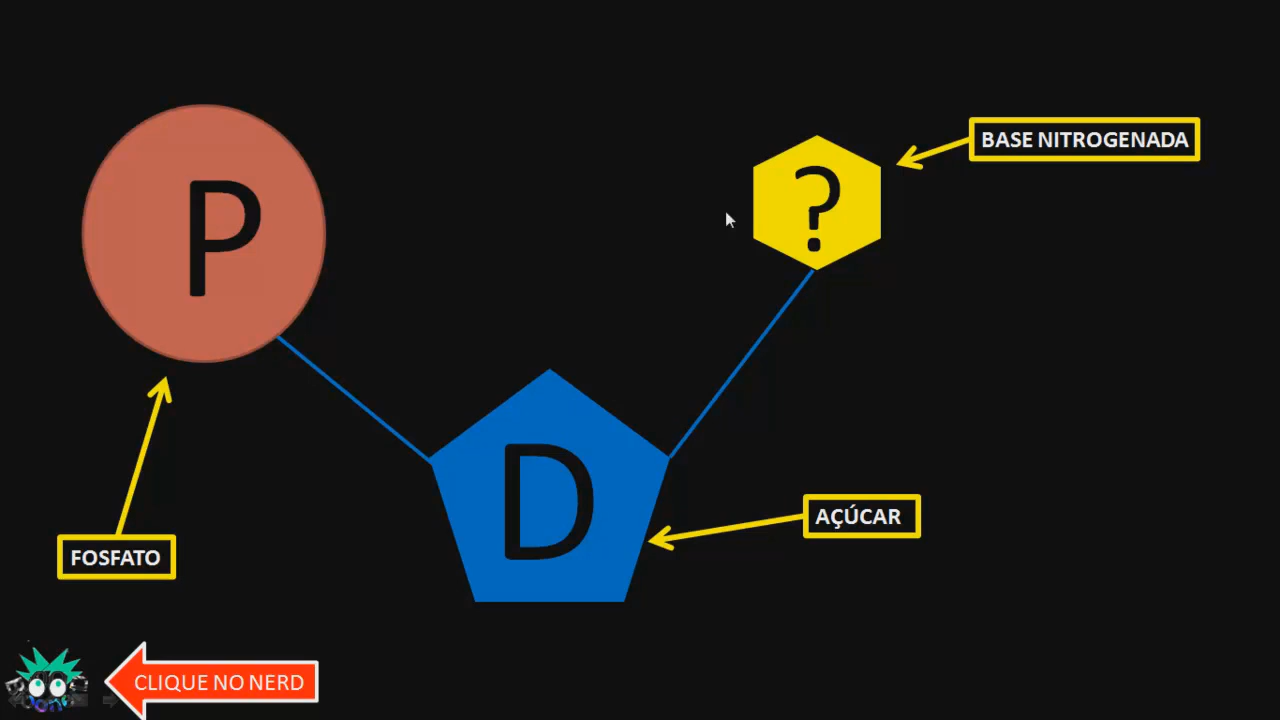 P
?
BASE NITROGENADA
D
AÇÚCAR
FOSFATO
CLIQUE NO NERD